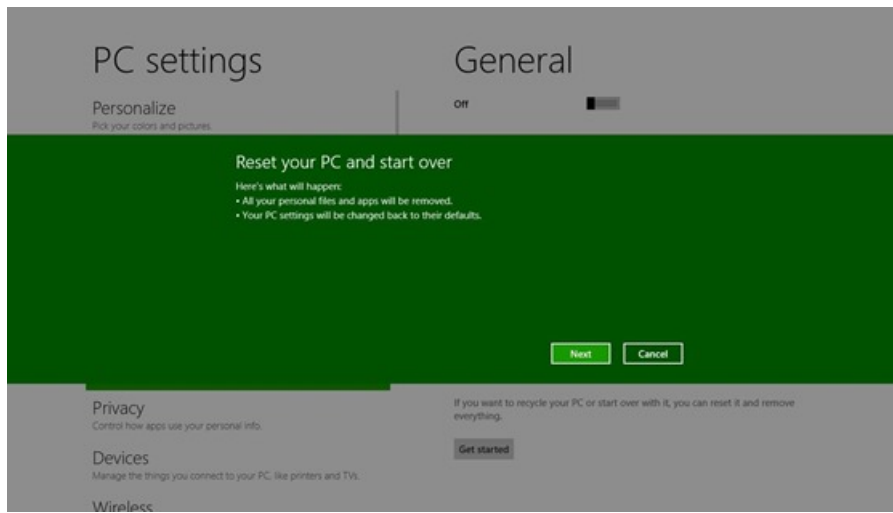 PC settings
General
Personalize
Pick your colors and pictures.
Off
Reset your PC and start over
Here's what will happen:
• All your personal files and apps will be removed.
• Your PC settings will be changed back to their defaults.
Next
Cancel
Privacy
Control how apps use your personal info.
Devices
Manage the things you connect to your PC, like printers and TVs.
Wireless
If you want to recycle your PC or start over with it, you can reset it and remove
everything.
Get started